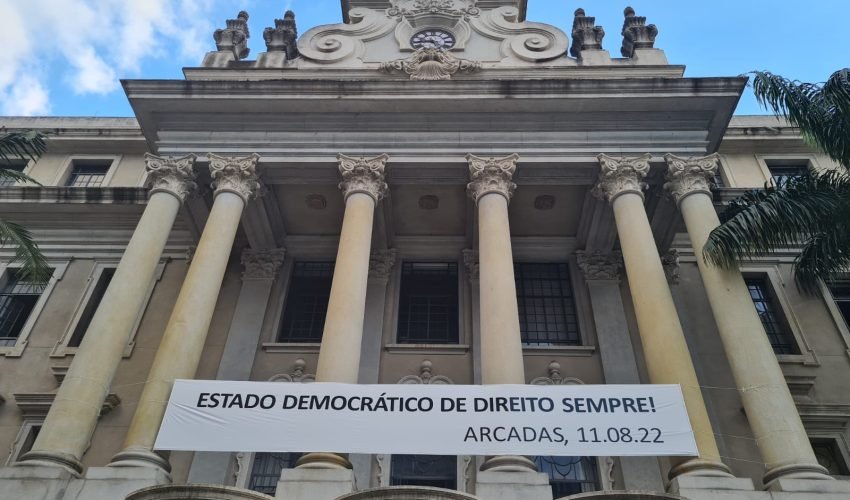 ESTADO DEMOCRÁTICO DE DIREITO SEMPRE!
ARCADAS, 11.08.22